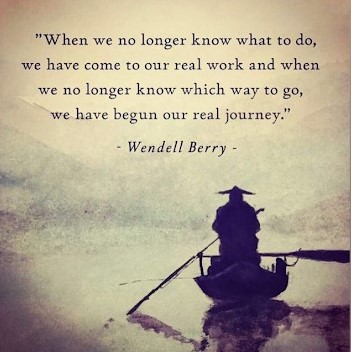 "When we no longer know what to do,
we have come to our real work and when
we no longer know which way to go,
we have begun our real journey."
- Wendell Berry -